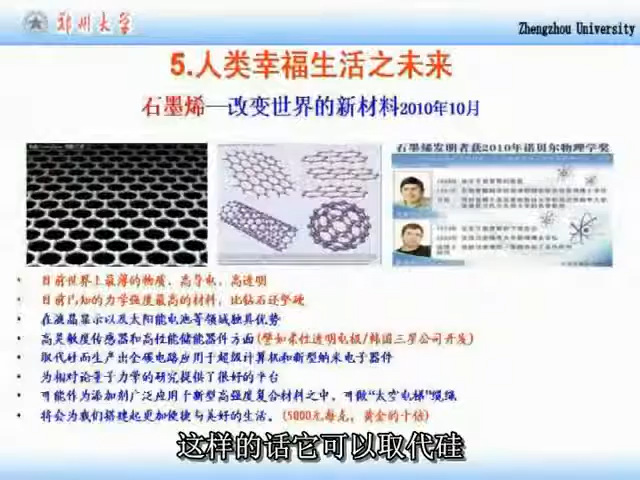 郑州大学
Zhengzhou University
5.人类幸福生活之未来
石墨烯—改变世界的新材料2010年10月
石墨烯发明者获2010年诺贝尔物理学奖
目前世界上最薄的物质、高导电、高透明
目前已知的力学强度最高的材料，比钻石还坚硬
在液晶显示以及太阳能电池等领域独具优势
高灵敏度传感器和高性能储能器件方面(譬如柔性透明电极/韩国三星公司开发)
取代硅而生产出全碳电路应用于超级计算机和新型纳米电子器件
为相对论量子力学的研究提供了很好的平台
可能作为添加剂广泛应用于新型高强度复合材料之中，可做“太空电梯”缆绳
将会为我们搭建起更加便捷与美好的生活。(5000元每克，黄金的十倍)
这样的话它可以取代硅